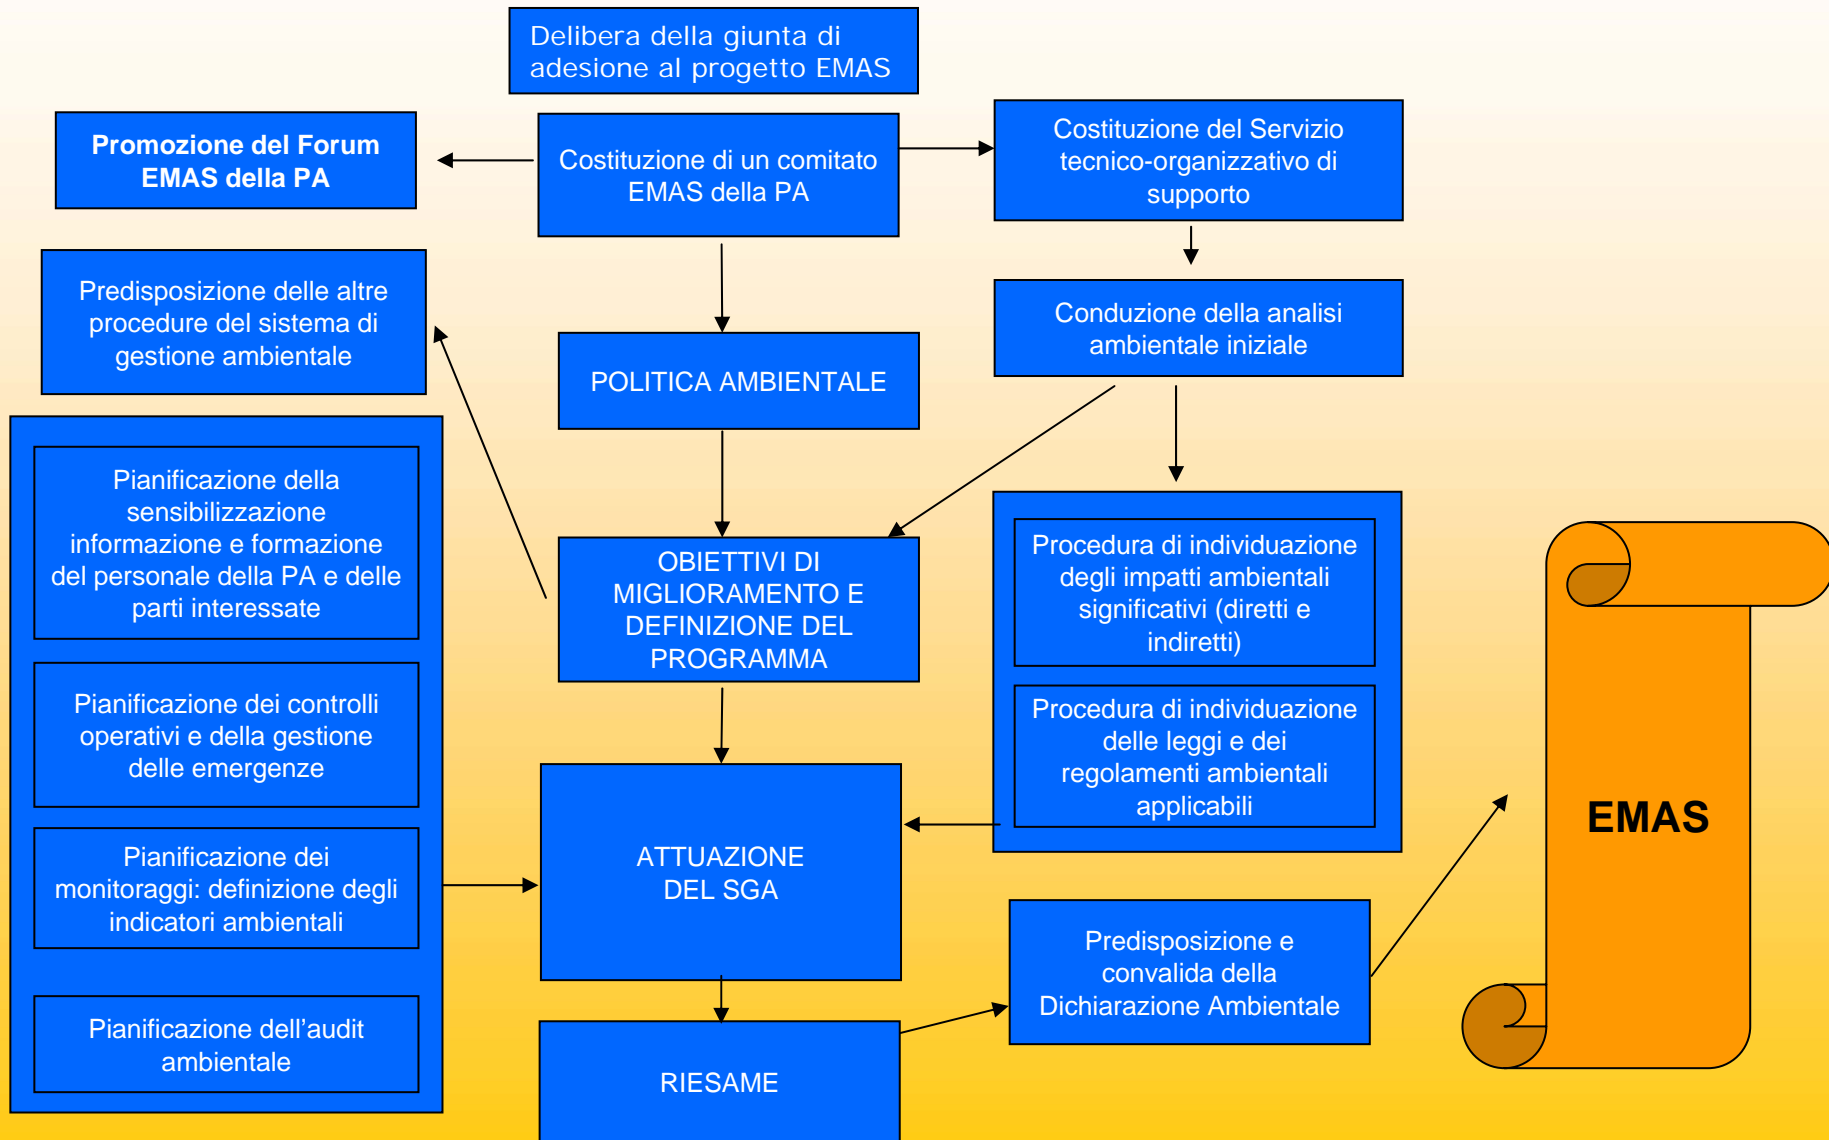 Delibera della giunta di
adesione al progetto EMAS
Promozione del Forum
EMAS della PA
Costituzione di un comitato
EMAS della PA
Costituzione del Servizio
tecnico-organizzativo di
supporto
Predisposizione delle altre
procedure del sistema di
gestione ambientale
POLITICA AMBIENTALE
Conduzione della analisi
ambientale iniziale
Pianificazione della
sensibilizzazione
informazione e formazione
del personale della PA e delle
parti interessate
Pianificazione dei controlli
operativi e della gestione
delle emergenze
Pianificazione dei
monitoraggi: definizione degli
indicatori ambientali
Pianificazione dell’audit
ambientale
OBIETTIVI DI
MIGLIORAMENTO E
DEFINIZIONE DEL
PROGRAMMA
Procedura di individuazione
degli impatti ambientali
significativi (diretti e
indiretti)
Procedura di individuazione
delle leggi e dei
regolamenti ambientali
applicabili
ATTUAZIONE
DEL SGA
Predisposizione e
convalida della
Dichiarazione Ambientale
RIESAME
EMAS